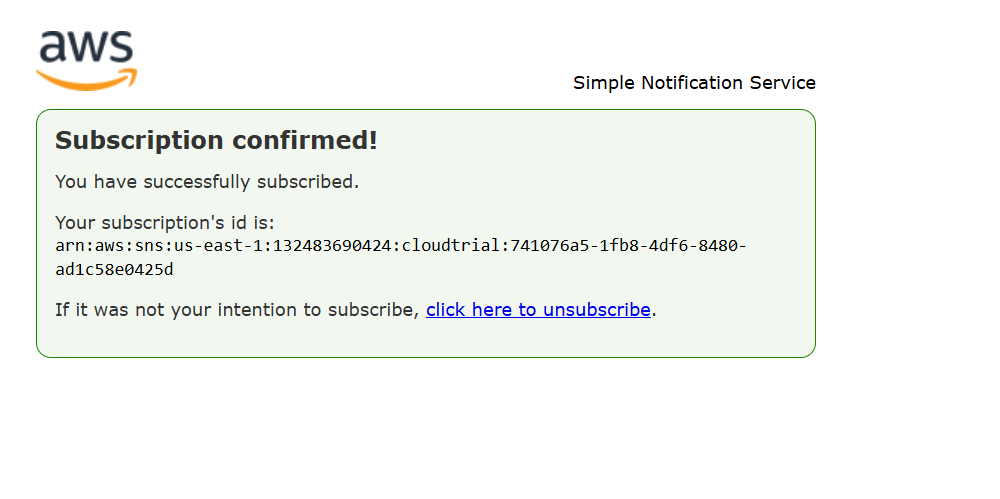 aws
Simple Notification Service
Subscription confirmed!
You have successfully subscribed.
Your subscription's id is:
arn:aws:sns:us-east-1:132483690424:cloudtrial:741076a5-1fb8-4df6-8480-
ad1c58e0425d
If it was not your intention to subscribe, click here to unsubscribe.